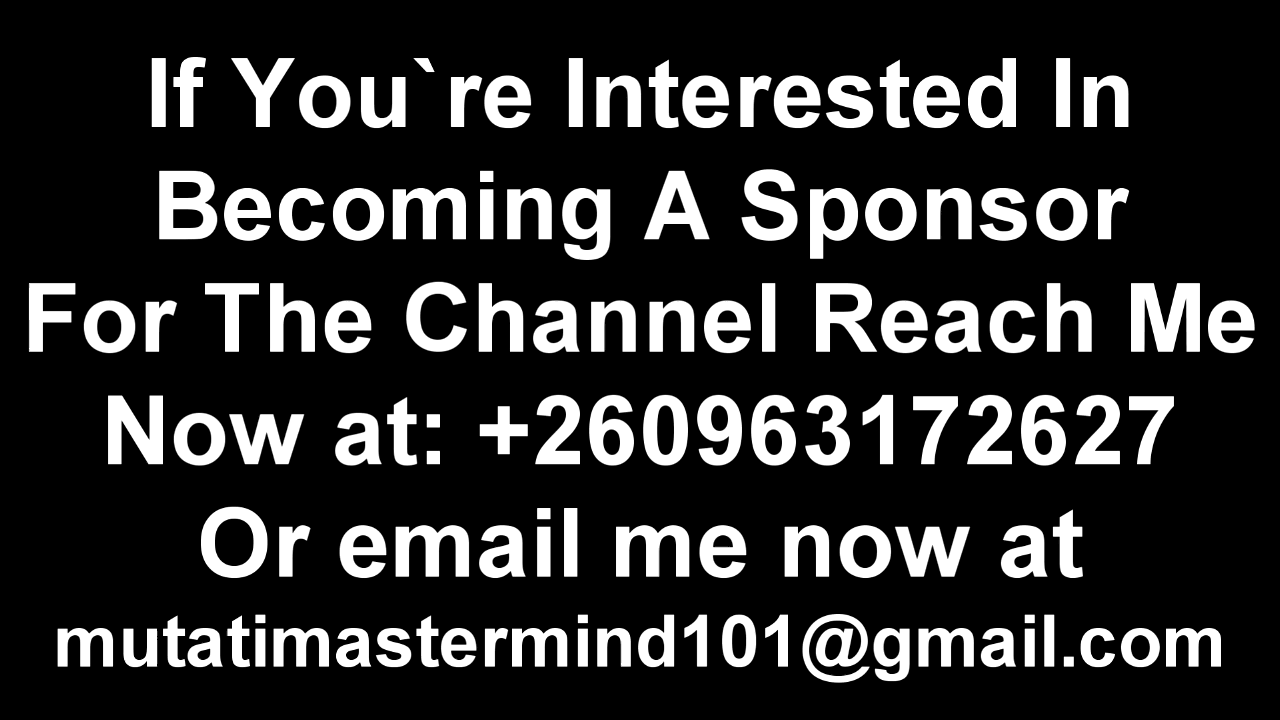 If You`re Interested In
Becoming A Sponsor
For The Channel Reach Me
Now at: +260963172627
Or email me now at
mutatimastermind101@gmail.com